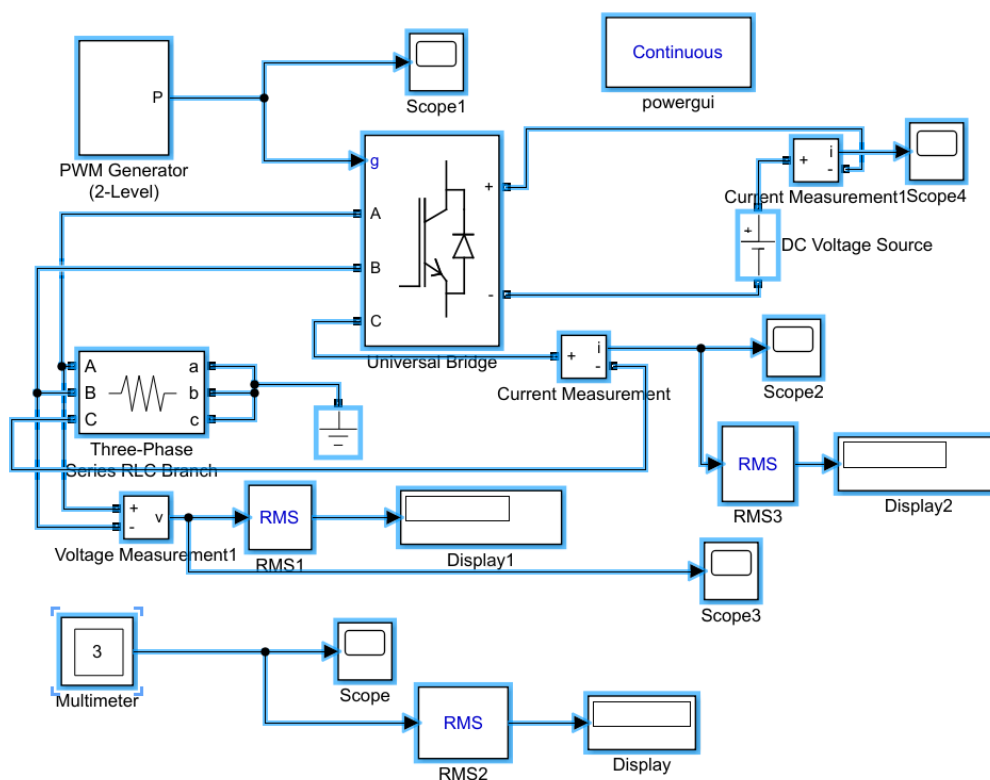 Continuous
powergui
P
PWM Generator
(2-Level)
Scope1
g
A
B
C
+
-
Universal Bridge
+
i
-
Current Measurement1
Scope4
+
DC Voltage Source
+
i
-
Current Measurement
Scope2
A
B
C
a
b
c
Three-Phase
Series RLC Branch
RMS
RMS3
Display2
+
-
v
Voltage Measurement1
RMS
RMS1
Display1
Scope3
3
Multimeter
Scope
RMS
RMS2
Display